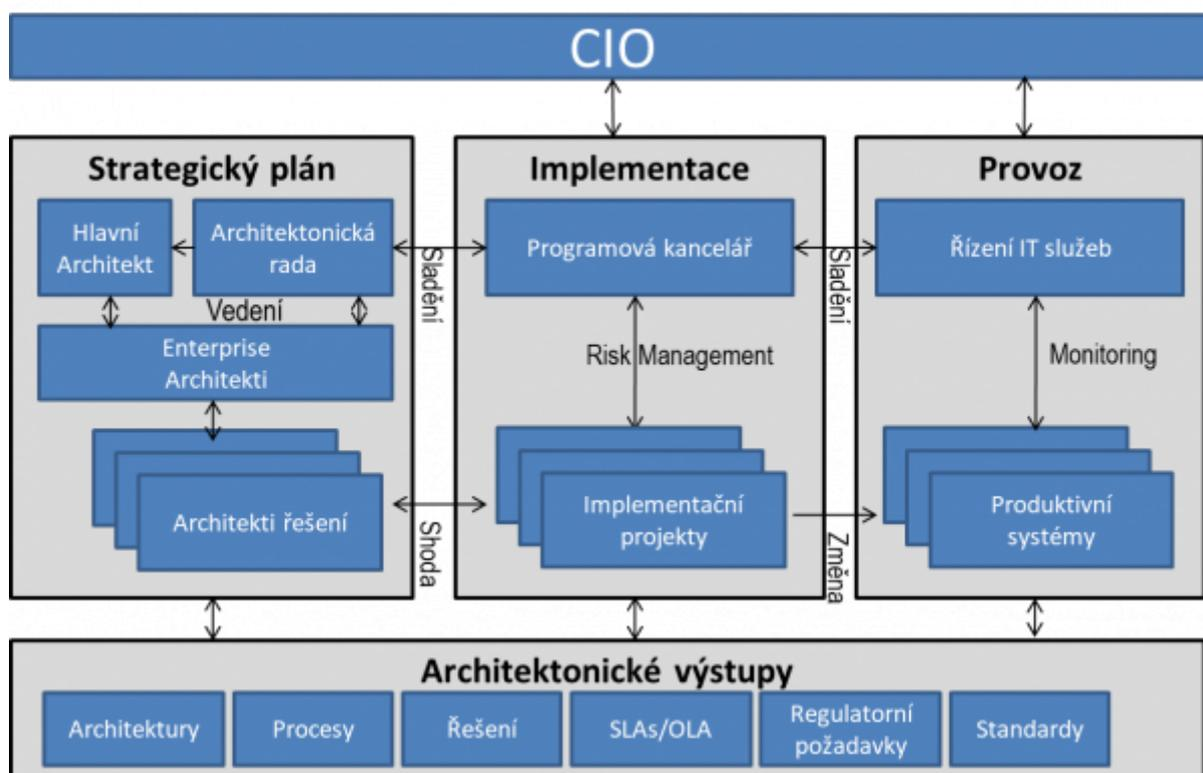 CIO
Strategický plán
Hlavní
Architekt
Architektonická
rada
Vedení
Enterprise
Architekti
Architekti řešení
Sladění
Shoda
Implementace
Programová kancelář
Risk Management
Implementační
projekty
Sladění
Změna
Provoz
Řízení IT služeb
Monitoring
Produktivní
systémy
Architektonické výstupy
Architektury
Procesy
Řešení
SLAs/OLA
Regulatorní
požadavky
Standardy